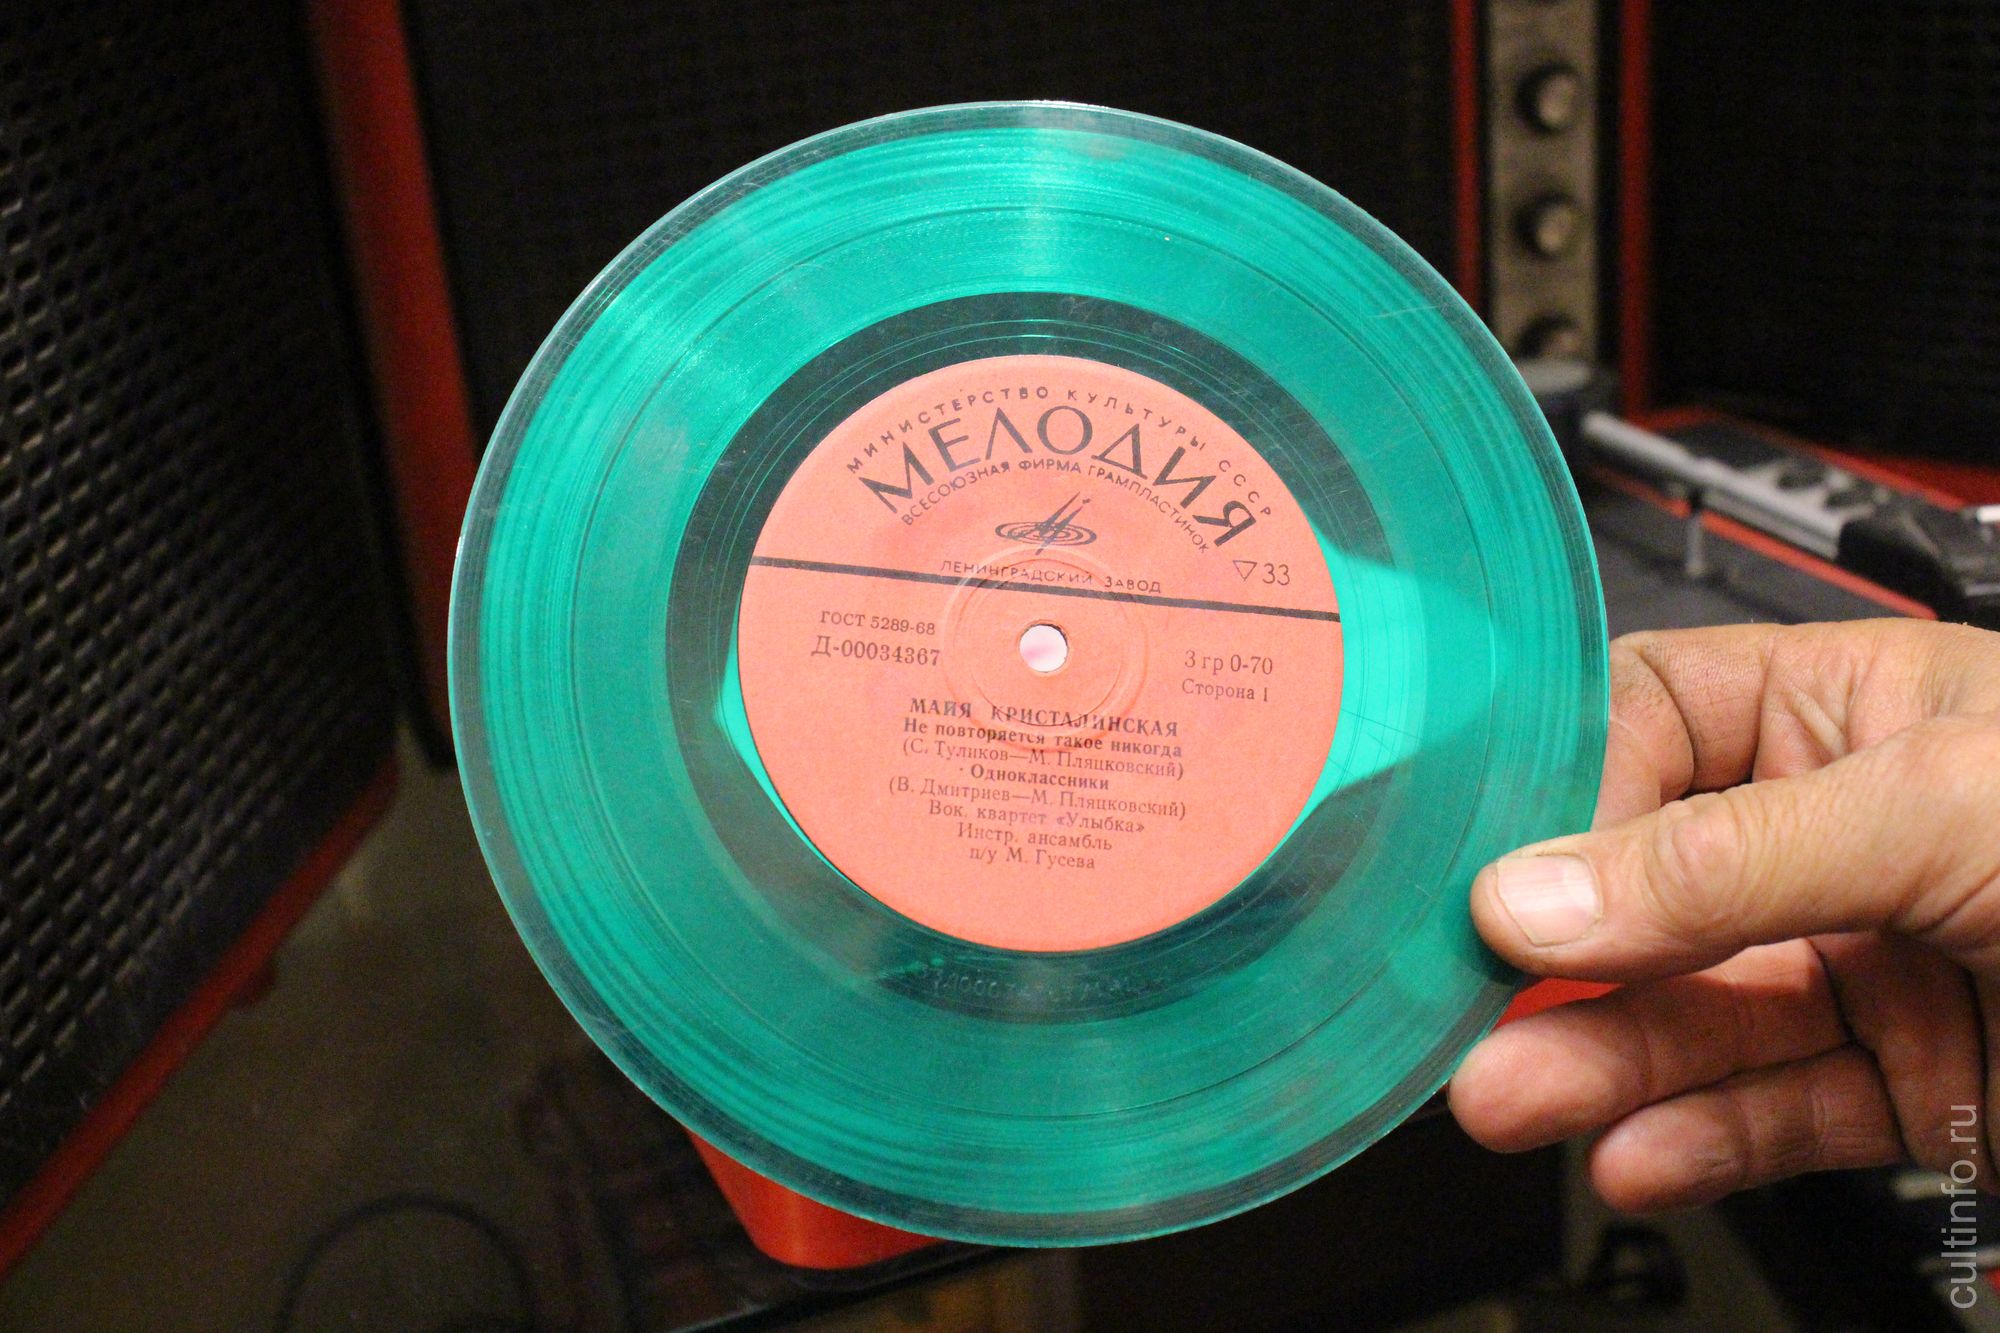 МИНИСТЕРСТВО КУЛЬТУРЫ СССР
МЕЛОДИЯ
ВСЕСОЮЗНАЯ ФИРМА ГРАМПЛАСТИНОК
ЛЕНИНГРАДСКИЙ ЗАВОД
▽33
ГОСТ 5289-68
Д-00034367
3 гр 0-70
Сторона 1
МАЙЯ КРИСТАЛИНСКАЯ
Не повторяется такое никогда
(С. Туликов—М. Пляцковский)
Одноклассники
(В. Дмитриев—М. Пляцковский)
Вок. квартет «Улыбка»
Инстр. ансамбль
п/у М. Гусева
cultinfo.ru